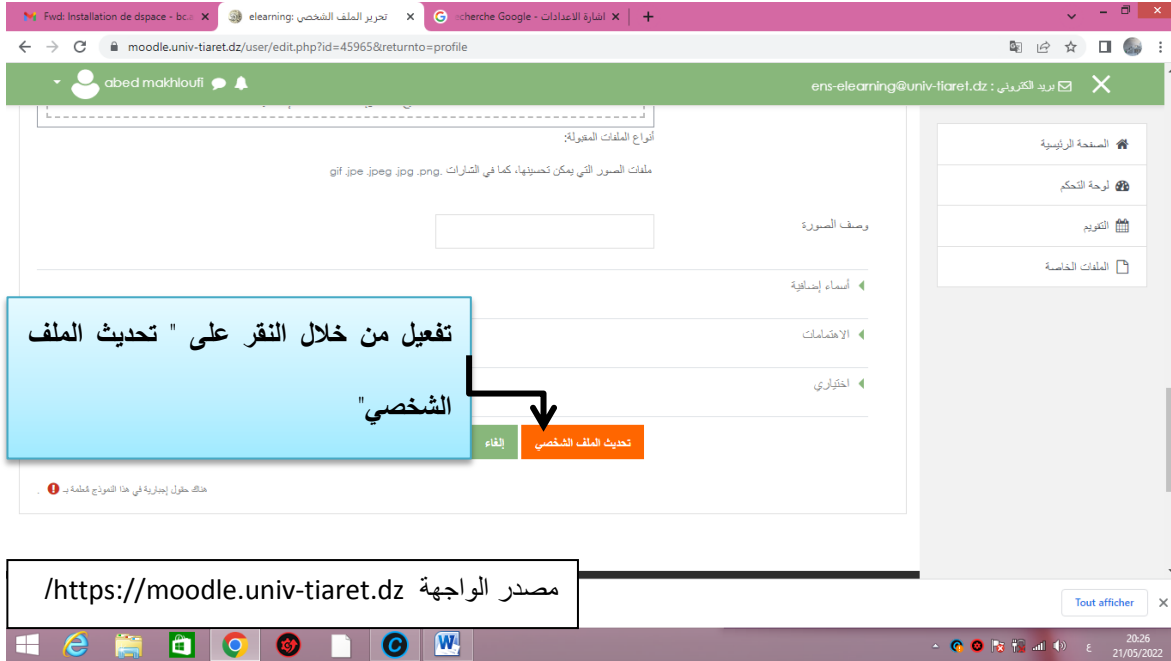 Fwd: Installation de dspace - bc.a
elearning: تحرير الملف الشخصي
cherche Google - اشارة الاعدادات
moodle.univ-tiaret.dz/user/edit.php?id=45965&returnto=profile
abed makhloufi
بريد الكتروني : ens-elearning@univ-tiaret.dz
الصفحة الرئيسية
لوحة التحكم
التقويم
الملفات الخاصة
أنواع الملفات المقبولة:
ملفات الصور التي يمكن تحسينها، كما في الشارات .gif .jpe .jpeg .jpg .png
وصف الصورة
أسماء إضافية
الاهتمامات
اختياري
تفعيل من خلال النقر على " تحديث الملف
الشخصي"
تحديث الملف الشخصي
إلغاء
هناك حقول إجبارية في هذا النموذج مُعلمة بـ
مصدر الواجهة https://moodle.univ-tiaret.dz/
Tout afficher
ع
20:26
21/05/2022